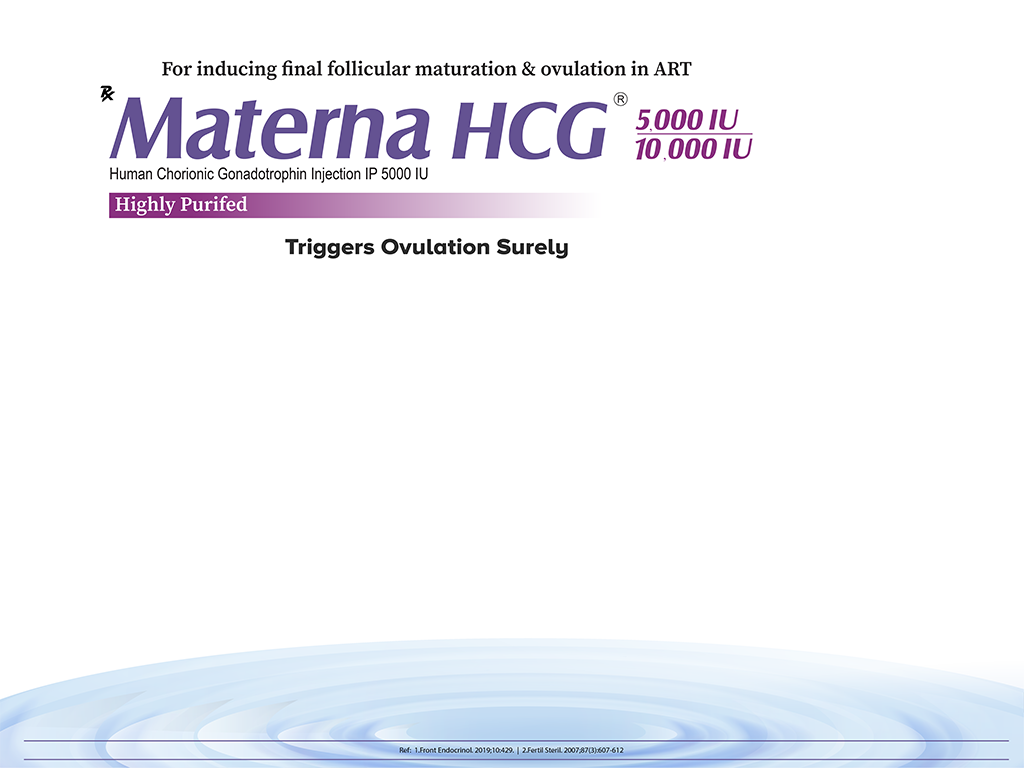 For inducing final follicular maturation & ovulation in ART
℞ Materna HCG® 5,000 IU
10,000 IU
Human Chorionic Gonadotrophin Injection IP 5000 IU
Highly Purifed
Triggers Ovulation Surely
Ref: 1.Front Endocrinol. 2019;10:429. | 2.Fertil Steril. 2007;87(3):607-612